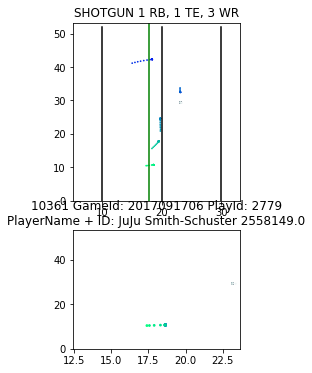 SHOTGUN 1 RB, 1 TE, 3 WR
50
40
30
20
10
0
10 20 30
10361 GameId: 2017091706 PlayId: 2779
PlayerName + ID: JuJu Smith-Schuster 2558149.0
40
20
0
12.5 15.0 17.5 20.0 22.5